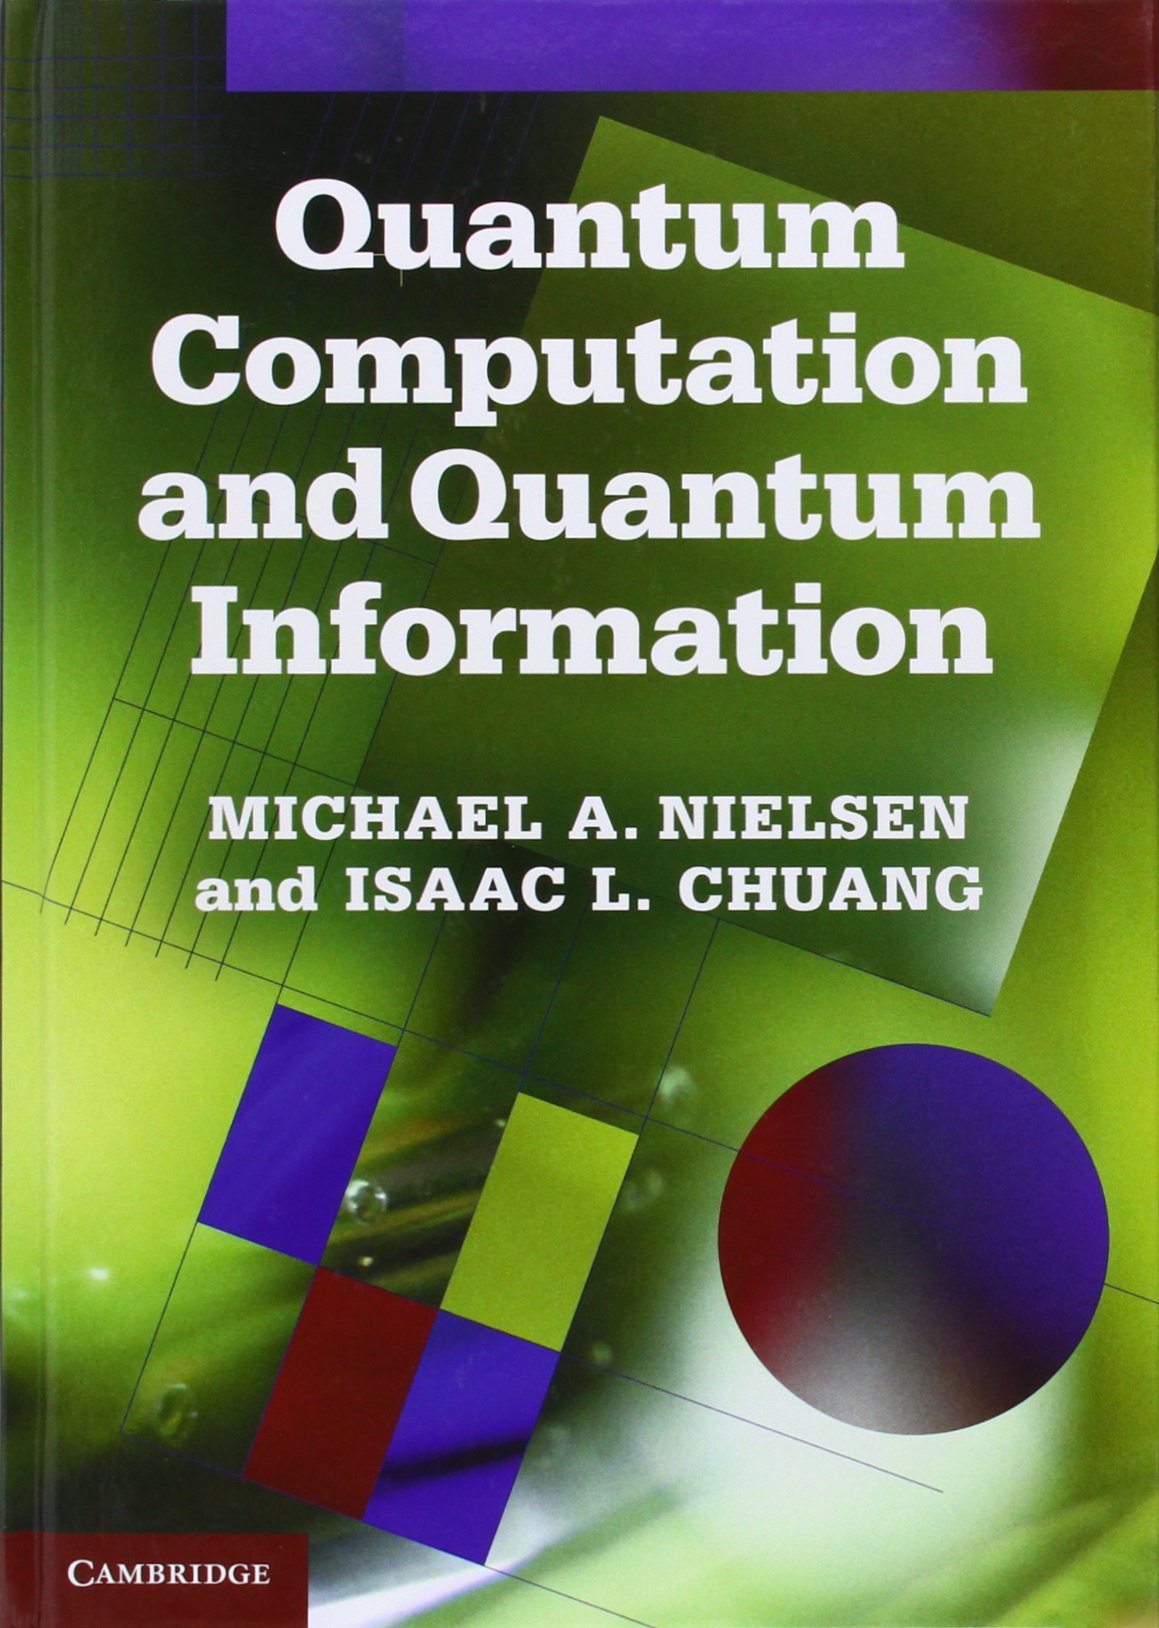 Quantum
Computation
and Quantum
Information
MICHAEL A. NIELSEN
and ISAAC L. CHUANG
CAMBRIDGE